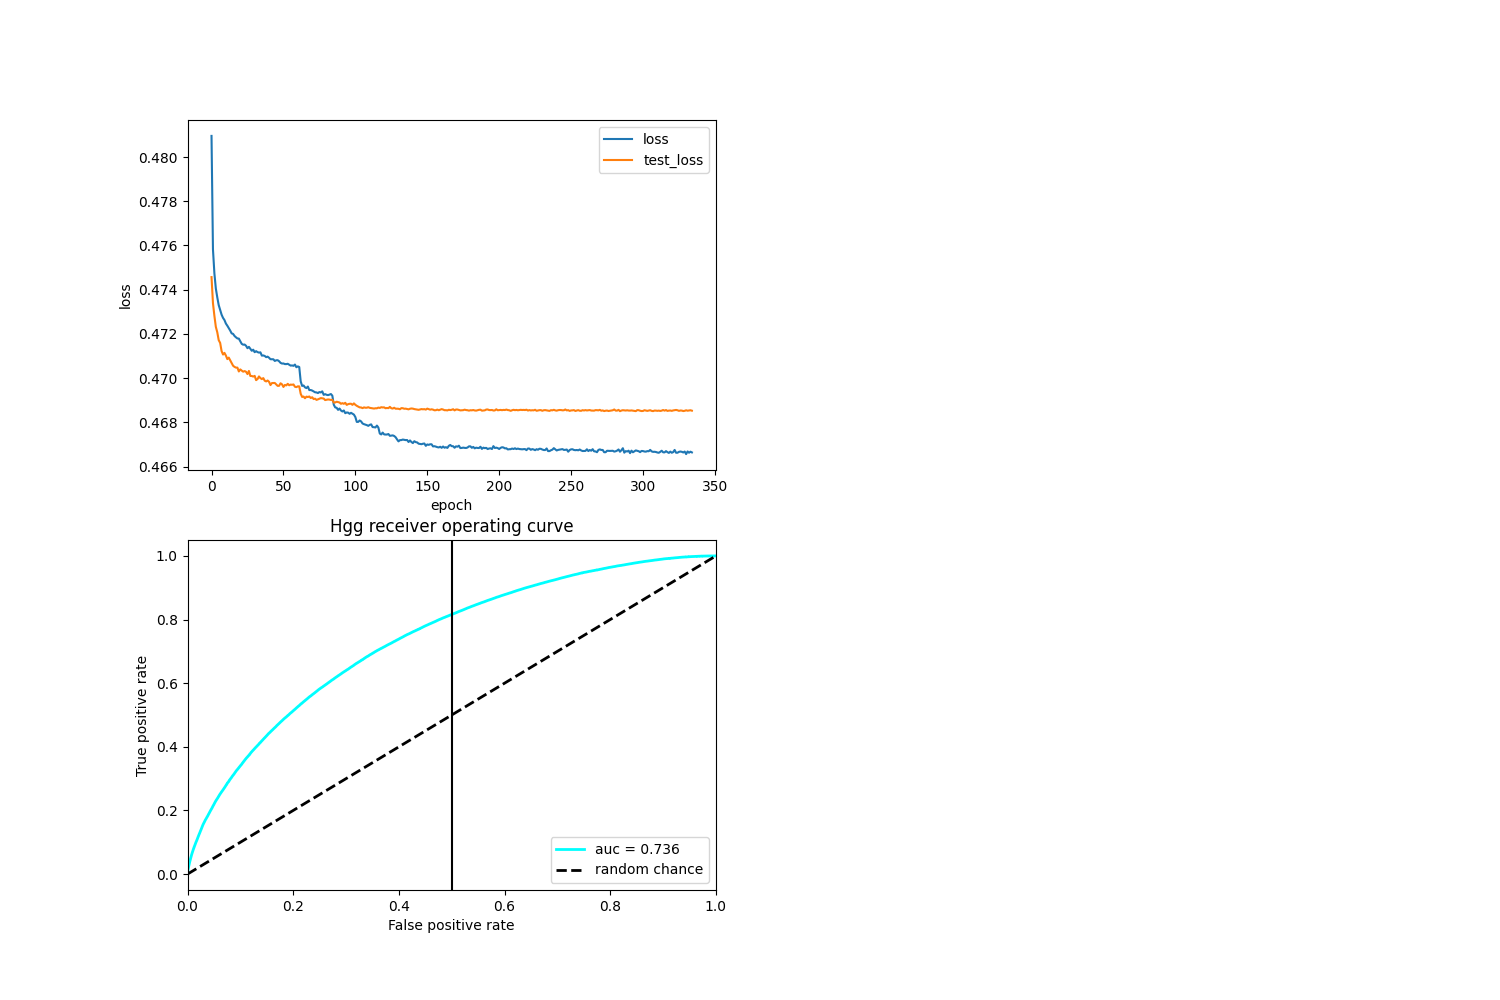 loss
test_loss
0.480
0.478
0.476
0.474
0.472
0.470
0.468
0.466
loss
0 50 100 150 200 250 300 350
epoch
Hgg receiver operating curve
1.0
0.8
0.6
0.4
0.2
0.0
True positive rate
auc = 0.736
random chance
0.0 0.2 0.4 0.6 0.8 1.0
False positive rate